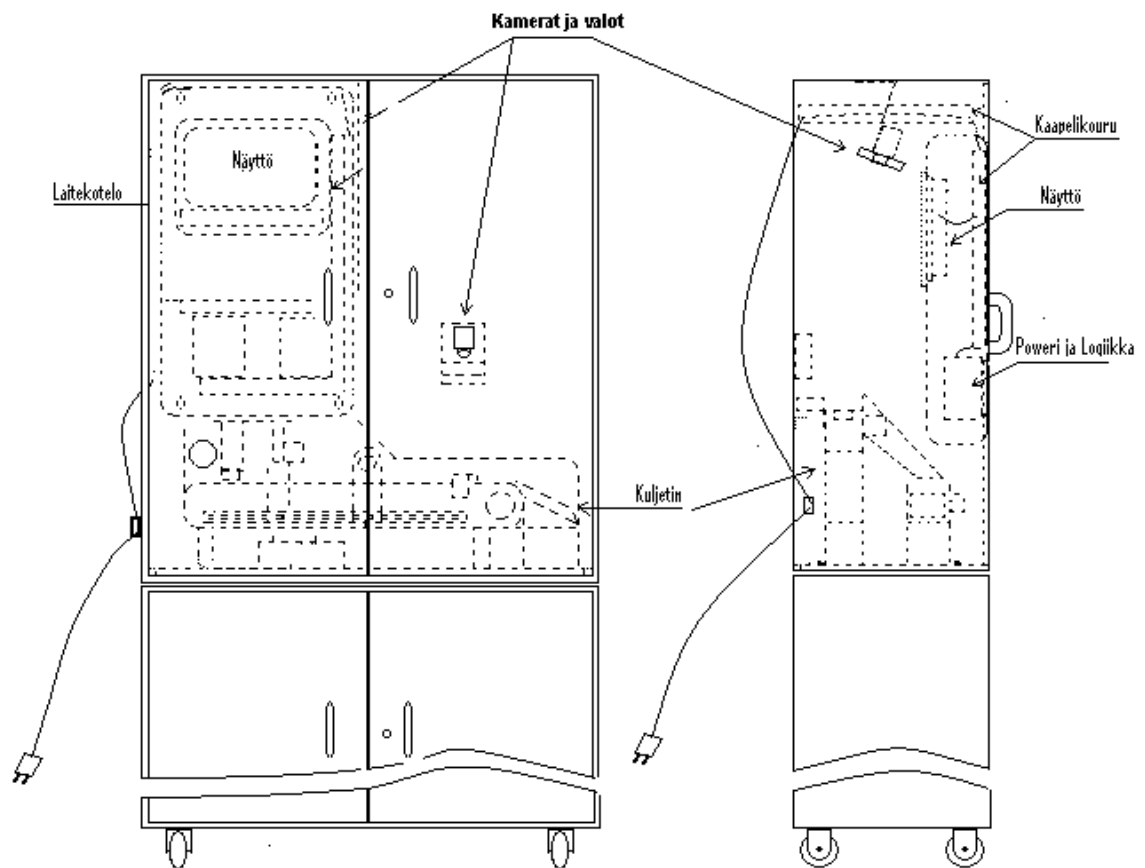 Kamerat ja valot
Näyttö
Laitekotelo
Kaapelikouru
Näyttö
Poweri ja Logiikka
Kuljetin